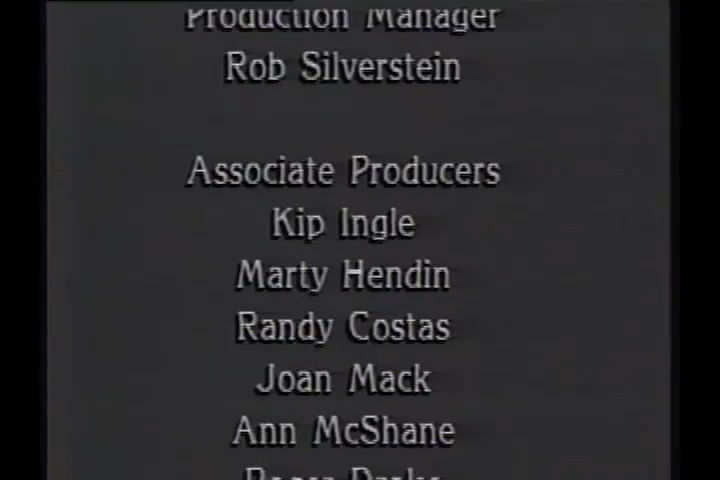 Production Manager
Rob Silverstein
Associate Producers
Kip Ingle
Marty Hendin
Randy Costas
Joan Mack
Ann McShane